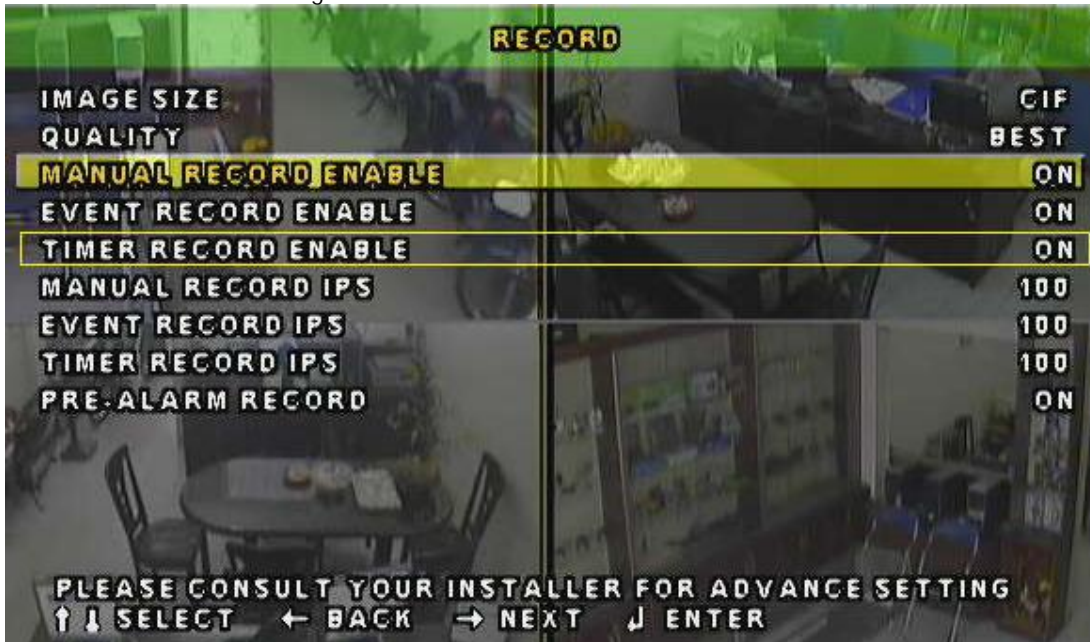 RECORD
IMAGE SIZE CIF
QUALITY BEST
MANUAL RECORD ENABLE ON
EVENT RECORD ENABLE ON
TIMER RECORD ENABLE ON
MANUAL RECORD IPS 100
EVENT RECORD IPS 100
TIMER RECORD IPS 100
PRE-ALARM RECORD ON
PLEASE CONSULT YOUR INSTALLER FOR ADVANCE SETTING
↑ ↓ SELECT ← BACK → NEXT ↲ ENTER